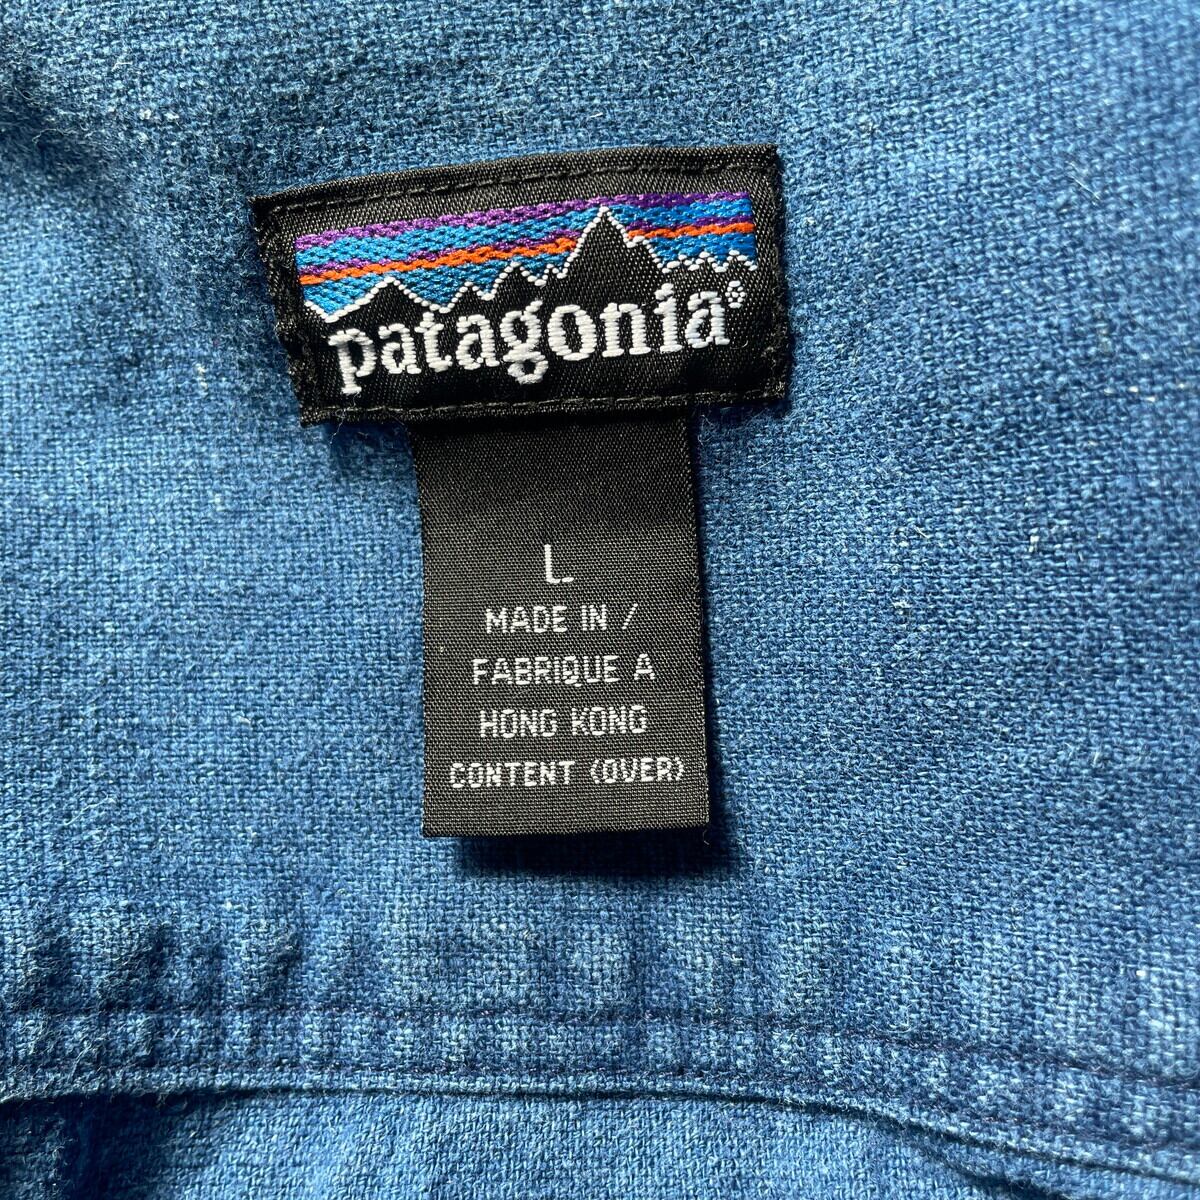 patagonia®
L
MADE IN /
FABRIQUE A
HONG KONG
CONTENT (OVER)